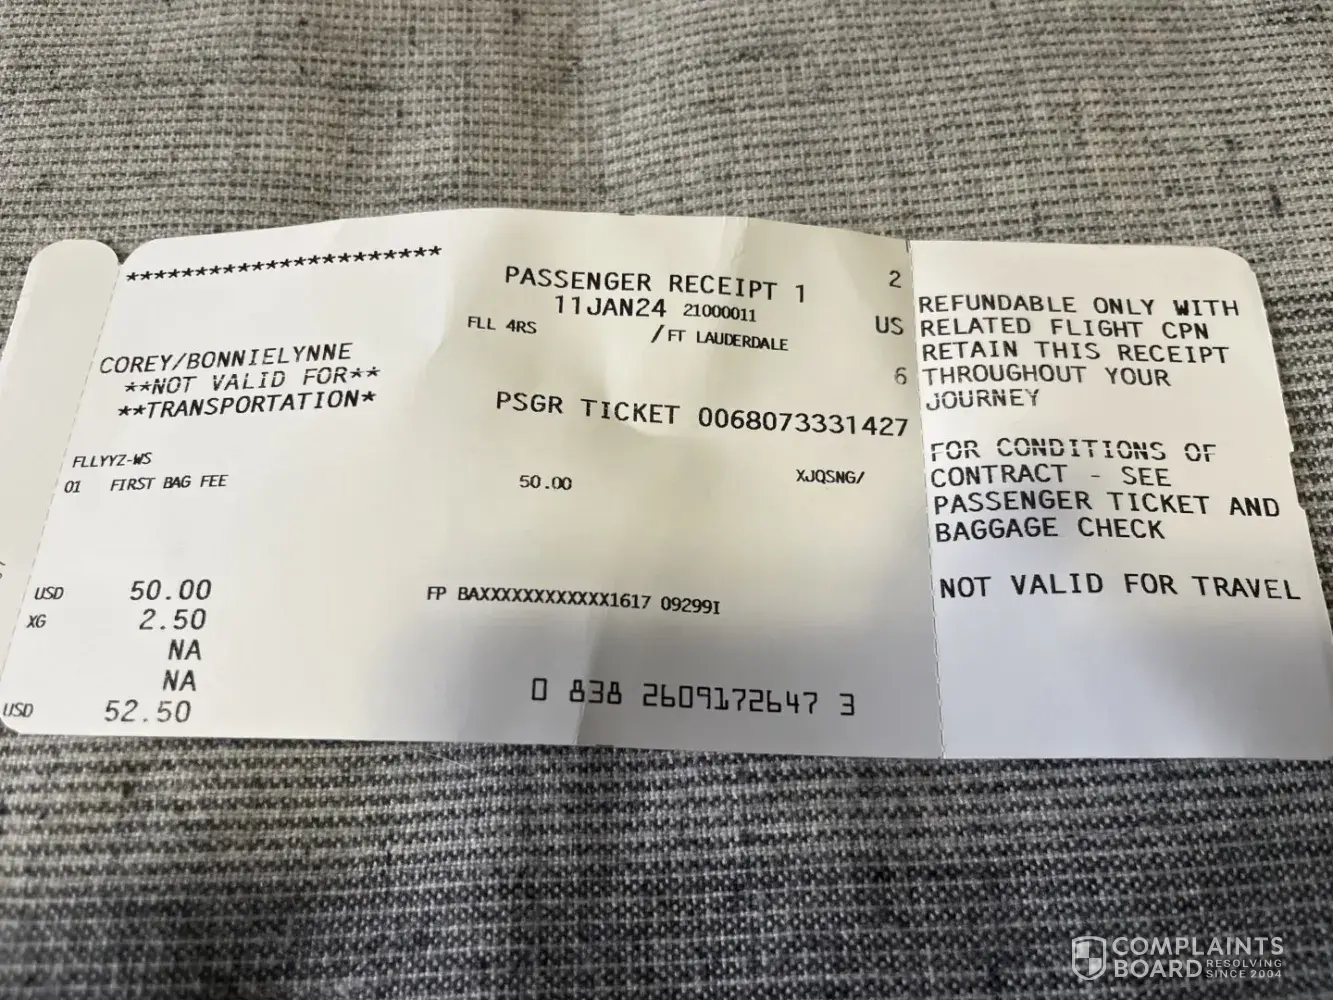 **********************
PASSENGER RECEIPT 1
2
11JAN24 21000011
FLL 4RS
/FT LAUDERDALE
US
COREY/BONNIELYNNE
**NOT VALID FOR**
**TRANSPORTATION*
6
PSGR TICKET 0068073331427
FLLYYZ-WS
01 FIRST BAG FEE
50.00
XJQSNG/
USD 50.00
XG 2.50
NA
NA
USD 52.50
FP BAXXXXXXXXXXXX1617 09299I
0 838 2609172647 3
REFUNDABLE ONLY WITH
RELATED FLIGHT CPN
RETAIN THIS RECEIPT
THROUGHOUT YOUR
JOURNEY
FOR CONDITIONS OF
CONTRACT - SEE
PASSENGER TICKET AND
BAGGAGE CHECK
NOT VALID FOR TRAVEL
COMPLAINTS
BOARD RESOLVING
SINCE 2004